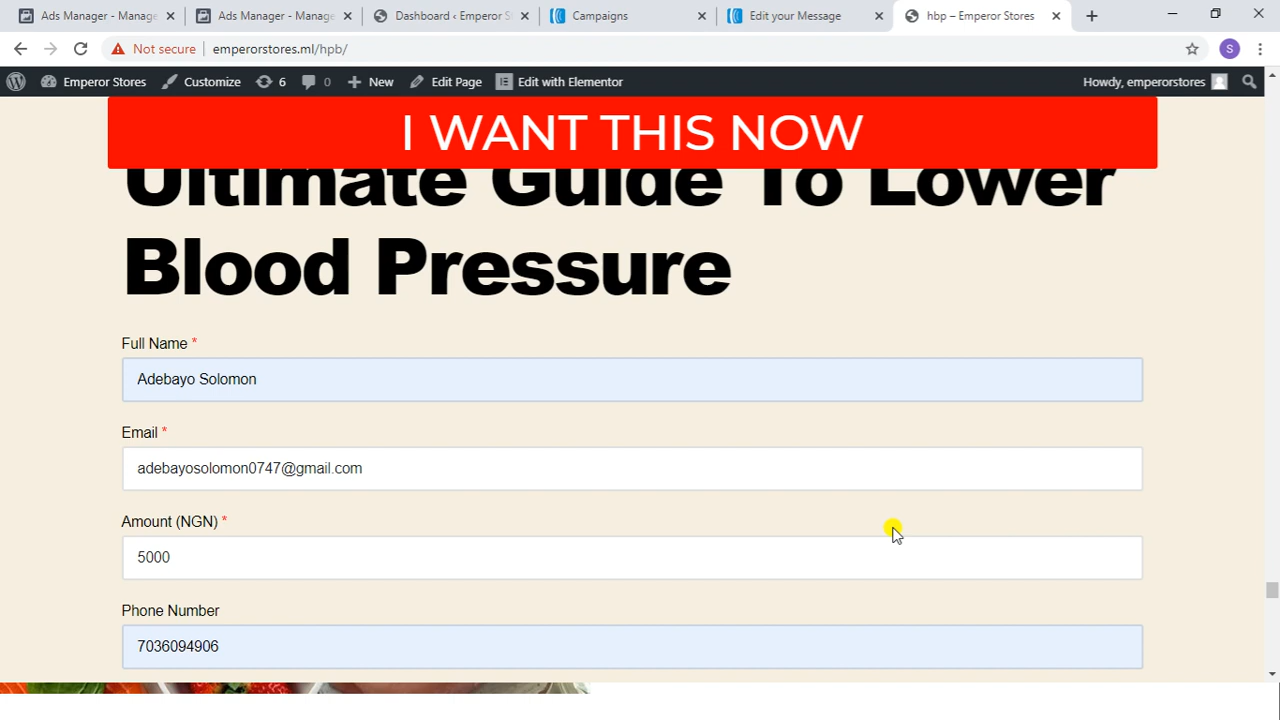 Ads Manager - Manage
Ads Manager - Manage
Dashboard ‹ Emperor S
Campaigns
Edit your Message
hbp – Emperor Stores
Not secure
emperorstores.ml/hpb/
S
Emperor Stores
Customize
6
0
New
Edit Page
Edit with Elementor
Howdy, emperorstores
I WANT THIS NOW
Ultimate Guide To Lower
Blood Pressure
Full Name *
Adebayo Solomon
Email *
adebayosolomon0747@gmail.com
Amount (NGN) *
5000
Phone Number
7036094906